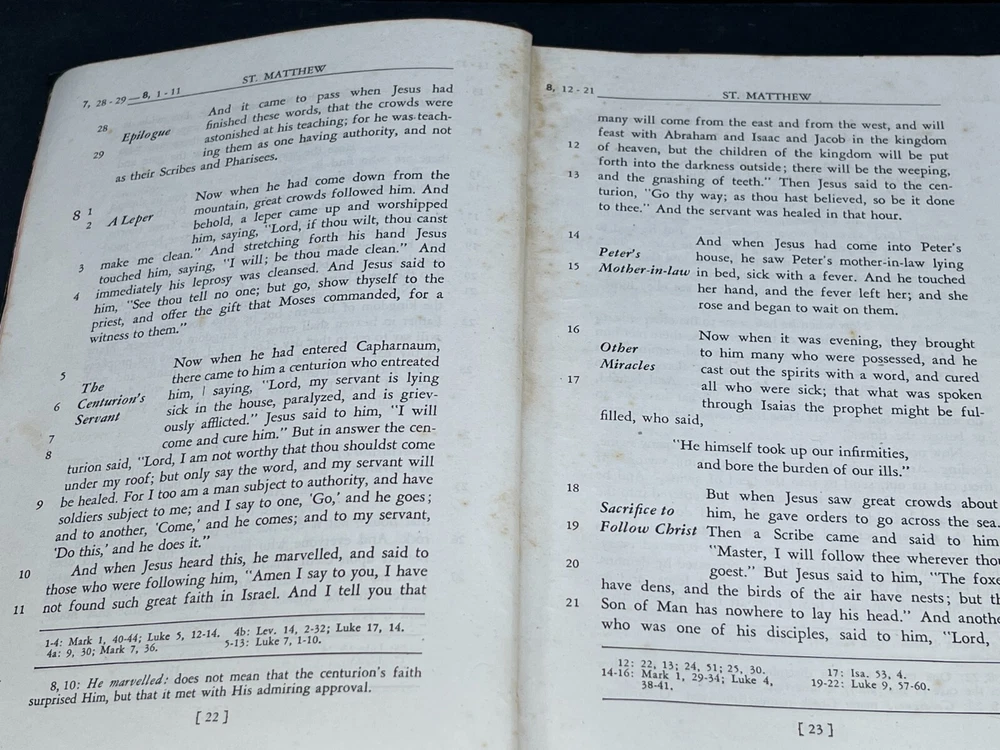 7, 28 - 29—8, 1 - 11 ST. MATTHEW
28 Epilogue And it came to pass when Jesus had
finished these words, that the crowds were
29 astonished at his teaching; for he was teach-
ing them as one having authority, and not
as their Scribes and Pharisees.
8 1 Now when he had come down from the
2 A Leper mountain, great crowds followed him. And
behold, a leper came up and worshipped
him, saying, "Lord, if thou wilt, thou canst
3 make me clean." And stretching forth his hand Jesus
touched him, saying, "I will; be thou made clean." And
4 immediately his leprosy was cleansed. And Jesus said to
him, "See thou tell no one; but go, show thyself to the
priest, and offer the gift that Moses commanded, for a
witness to them."
5 Now when he had entered Capharnaum,
The there came to him a centurion who entreated
6 Centurion's him, | saying, "Lord, my servant is lying
Servant sick in the house, paralyzed, and is griev-
7 ously afflicted." Jesus said to him, "I will
8 come and cure him." But in answer the cen-
turion said, "Lord, I am not worthy that thou shouldst come
under my roof; but only say the word, and my servant will
9 be healed. For I too am a man subject to authority, and have
soldiers subject to me; and I say to one, 'Go,' and he goes;
and to another, 'Come,' and he comes; and to my servant,
'Do this,' and he does it."
10 And when Jesus heard this, he marvelled, and said to
those who were following him, "Amen I say to you, I have
11 not found such great faith in Israel. And I tell you that
1-4: Mark 1, 40-44; Luke 5, 12-14. 4b: Lev. 14, 2-32; Luke 17, 14.
4a: 9, 30; Mark 7, 36. 5-13: Luke 7, 1-10.
8, 10: He marvelled: does not mean that the centurion's faith
surprised Him, but that it met with His admiring approval.
[ 22 ]
8, 12 - 21 ST. MATTHEW
many will come from the east and from the west, and will
feast with Abraham and Isaac and Jacob in the kingdom
12 of heaven, but the children of the kingdom will be put
forth into the darkness outside; there will be the weeping,
13 and the gnashing of teeth." Then Jesus said to the cen-
turion, "Go thy way; as thou hast believed, so be it done
to thee." And the servant was healed in that hour.
14 And when Jesus had come into Peter's
Peter's house, he saw Peter's mother-in-law lying
15 Mother-in-law in bed, sick with a fever. And he touched
her hand, and the fever left her; and she
rose and began to wait on them.
16 Now when it was evening, they brought
Other to him many who were possessed, and he
Miracles cast out the spirits with a word, and cured
17 all who were sick; that what was spoken
through Isaias the prophet might be ful-
filled, who said,
"He himself took up our infirmities,
and bore the burden of our ills."
18 But when Jesus saw great crowds about
Sacrifice to him, he gave orders to go across the sea.
19 Follow Christ Then a Scribe came and said to him
"Master, I will follow thee wherever thou
20 goest." But Jesus said to him, "The foxe
have dens, and the birds of the air have nests; but th
21 Son of Man has nowhere to lay his head." And anothe
who was one of his disciples, said to him, "Lord,
12: 22, 13; 24, 51; 25, 30. 17: Isa. 53, 4.
14-16: Mark 1, 29-34; Luke 4, 19-22: Luke 9, 57-60.
38-41.
[ 23 ]